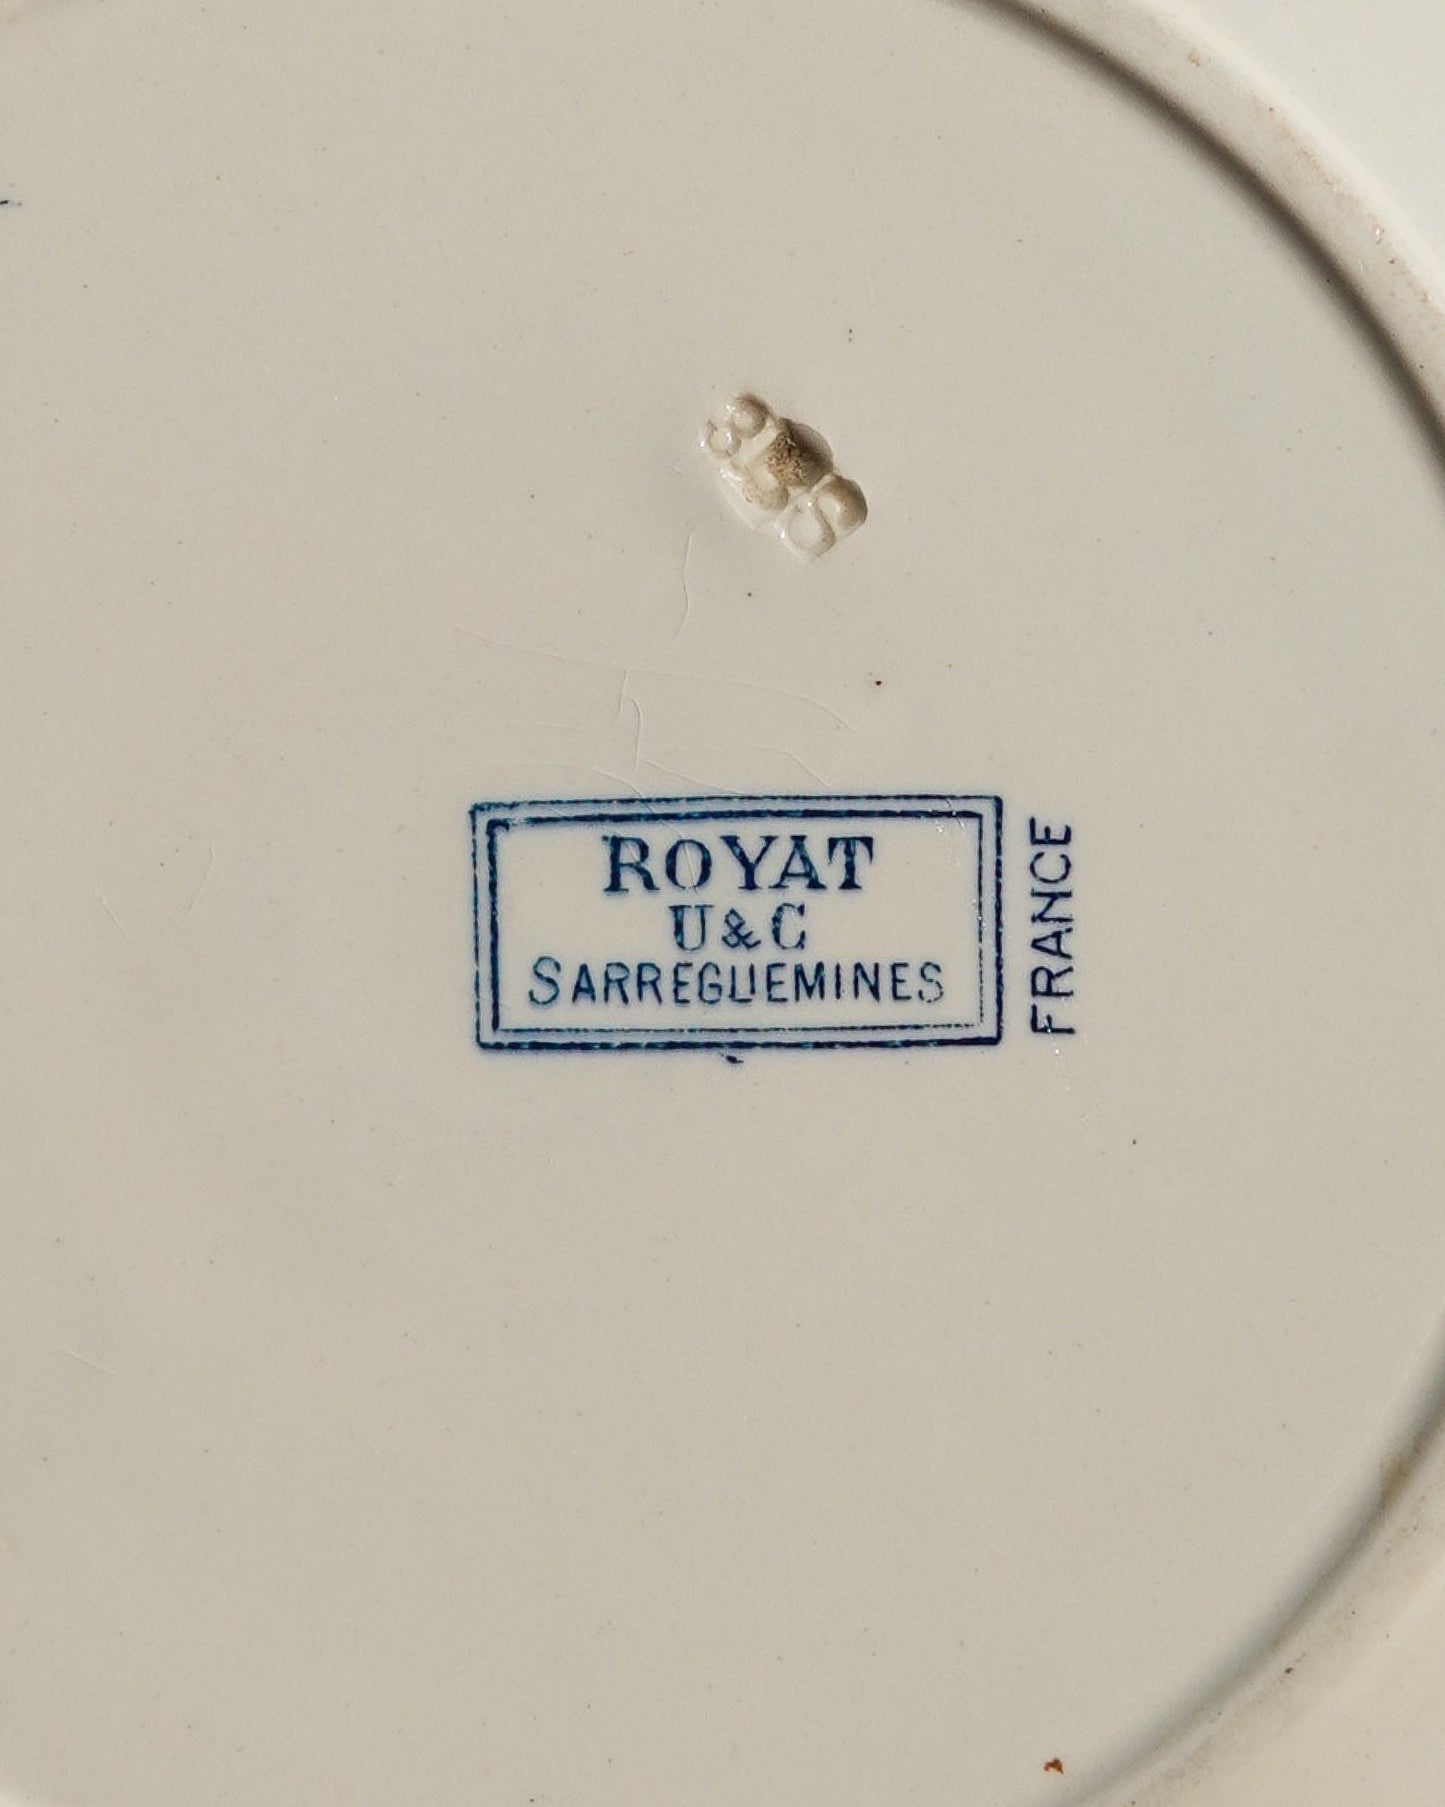 ROYAT
U & C
SARREGUEMINES
FRANCE